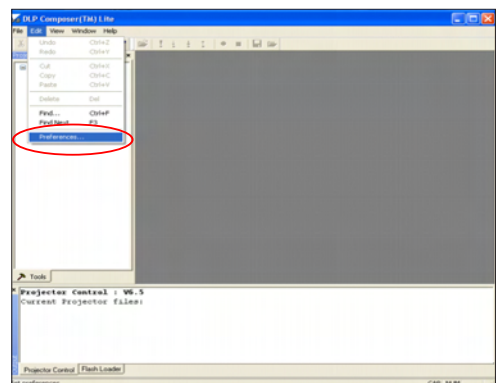 DLP Composer(TM) Lite
File Edit View Window Help
Undo Ctrl+Z
Redo Ctrl+Y
Cut Ctrl+X
Copy Ctrl+C
Paste Ctrl+V
Delete Del
Find... Ctrl+F
Find Next F3
Preferences...
Tools
Projector Control : V6.5
Current Projector files:
Projector Control Flash Loader